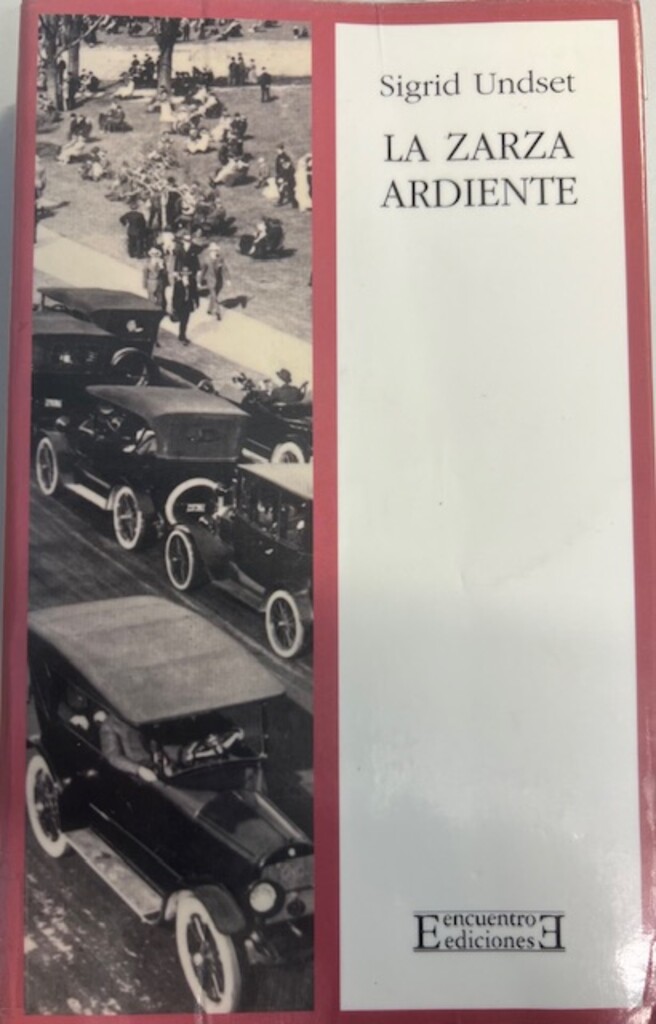 Sigrid Undset
LA ZARZA
ARDIENTE
encuentro
ediciones